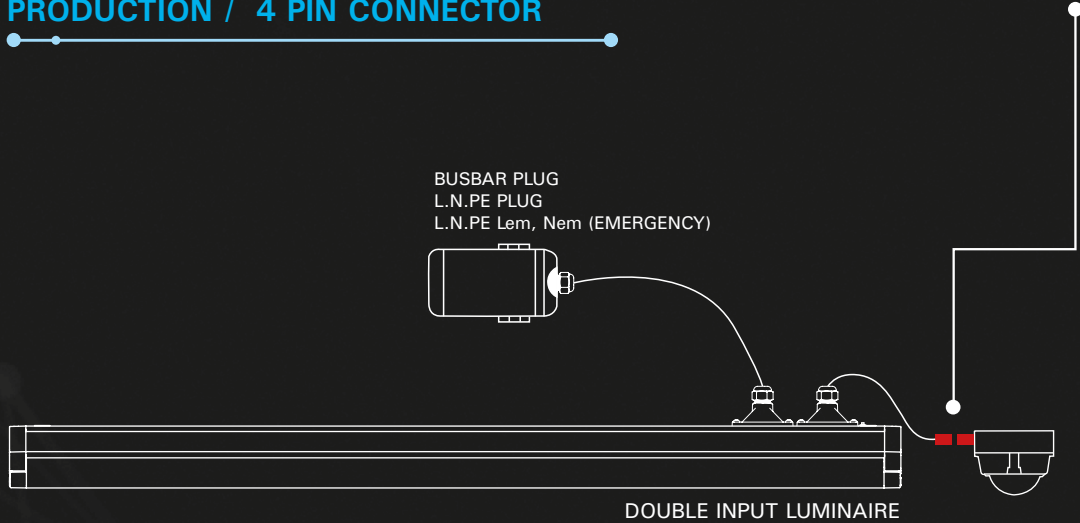 PRODUCTION / 4 PIN CONNECTOR
BUSBAR PLUG
L.N.PE PLUG
L.N.PE Lem, Nem (EMERGENCY)
DOUBLE INPUT LUMINAIRE